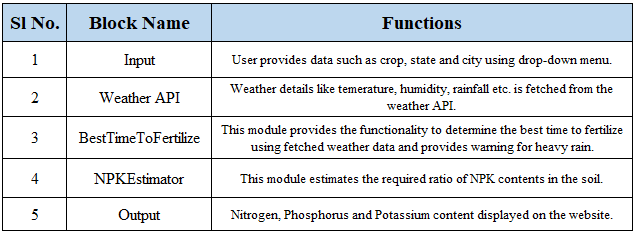 Sl No. Block Name Functions
1 Input User provides data such as crop, state and city using drop-down menu.
2 Weather API Weather details like temerature, humidity, rainfall etc. is fetched from the
weather API.
3 BestTimeToFertilize This module provides the functionality to determine the best time to fertilize
using fetched weather data and provides warning for heavy rain.
4 NPKEstimator This module estimates the required ratio of NPK contents in the soil.
5 Output Nitrogen, Phosphorus and Potassium content displayed on the website.